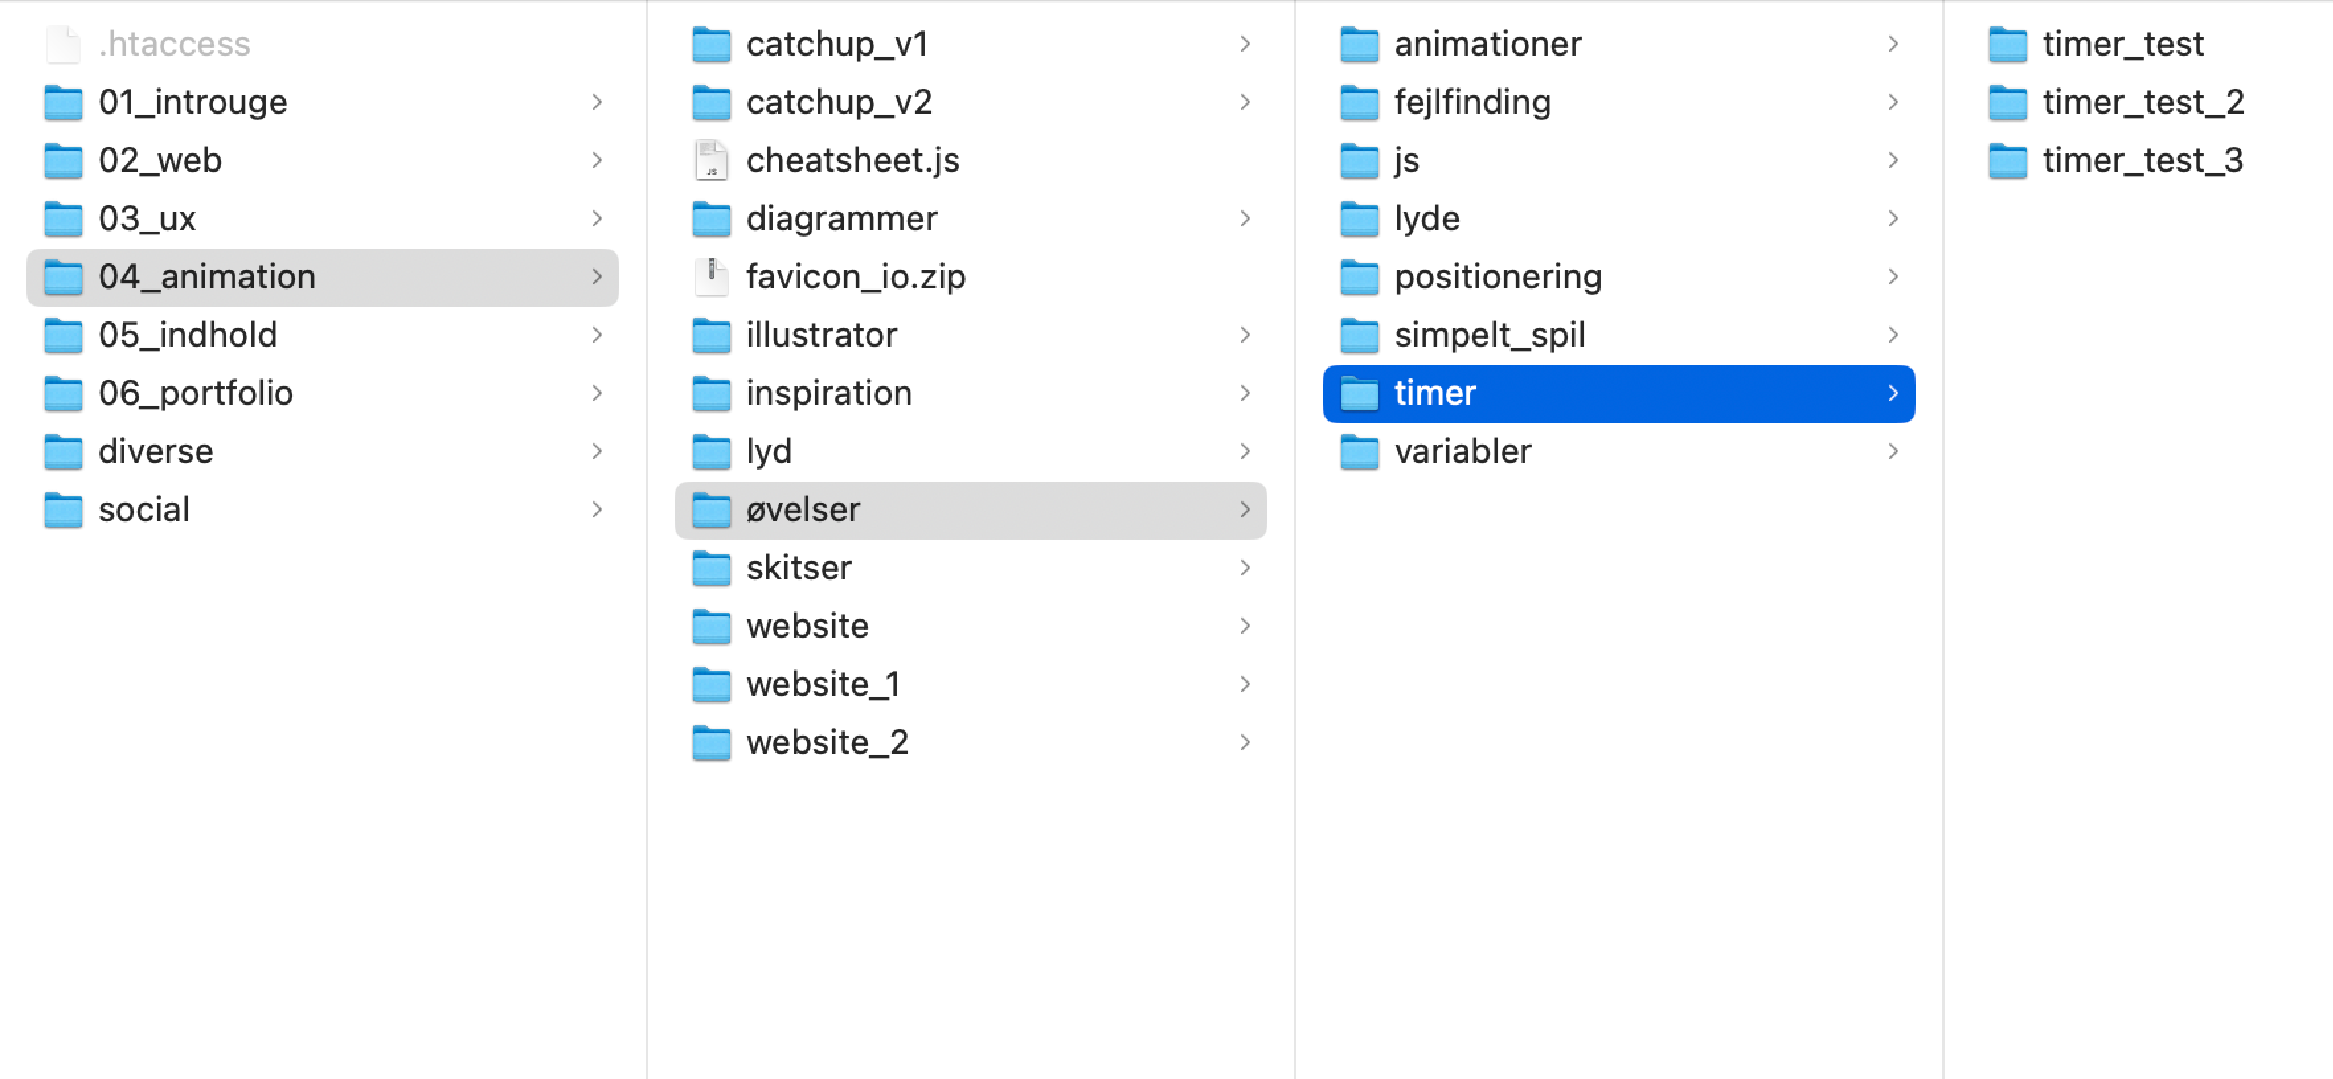 .htaccess
01_introuge
02_web
03_ux
04_animation
05_indhold
06_portfolio
diverse
social
catchup_v1
catchup_v2
cheatsheet.js
diagrammer
favicon_io.zip
illustrator
inspiration
lyd
øvelser
skitser
website
website_1
website_2
animationer
fejlfinding
js
lyde
positionering
simpelt_spil
timer
variabler
timer_test
timer_test_2
timer_test_3